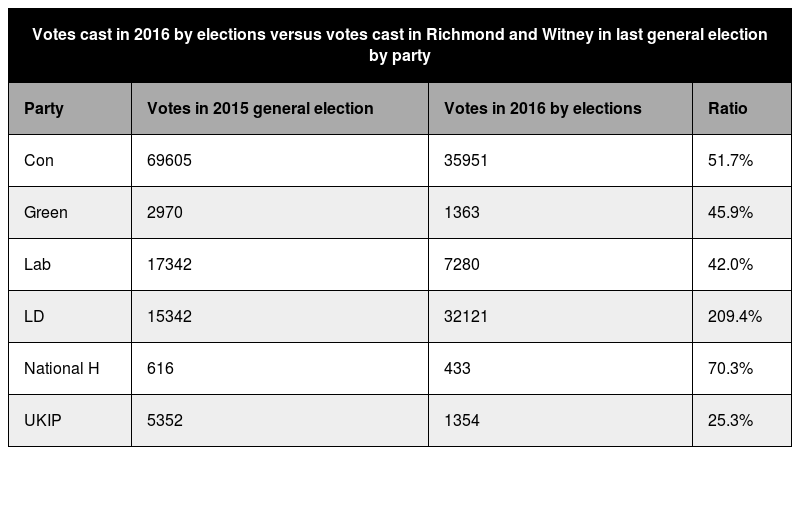 Votes cast in 2016 by elections versus votes cast in Richmond and Witney in last general election
by party
Party Votes in 2015 general election Votes in 2016 by elections Ratio
Con 69605 35951 51.7%
Green 2970 1363 45.9%
Lab 17342 7280 42.0%
LD 15342 32121 209.4%
National H 616 433 70.3%
UKIP 5352 1354 25.3%